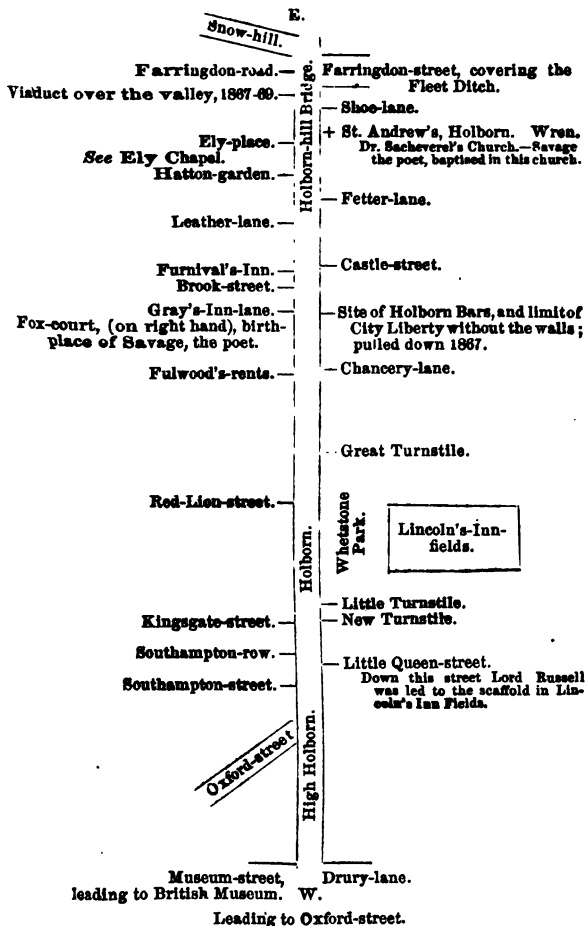 E.
Snow-hill.
Farringdon-road.
Farringdon-street, covering the
Fleet Ditch.
Viaduct over the valley, 1867-69.
Holborn-hill Bridge.
Shoe-lane.
+ St. Andrew's, Holborn. Wren.
Dr. Sacheverel's Church.—Savage
the poet, baptised in this church.
Ely-place.
See Ely Chapel.
Hatton-garden.
Fetter-lane.
Leather-lane.
Castle-street.
Furnival's-Inn.
Brook-street.
Gray's-Inn-lane.
Fox-court, (on right hand), birth-
place of Savage, the poet.
Site of Holborn Bars, and limit of
City Liberty without the walls;
pulled down 1867.
Chancery-lane.
Fulwood's-rents.
Great Turnstile.
Red-Lion-street.
Holborn.
Whetstone
Park.
Lincoln's-Inn-
fields.
Little Turnstile.
Kingsgate-street.
New Turnstile.
Southampton-row.
Little Queen-street.
Down this street Lord Russell
was led to the scaffold in Lin-
coln's Inn Fields.
Southampton-street.
Oxford-street
High Holborn.
Museum-street,
leading to British Museum.
Drury-lane.
W.
Leading to Oxford-street.